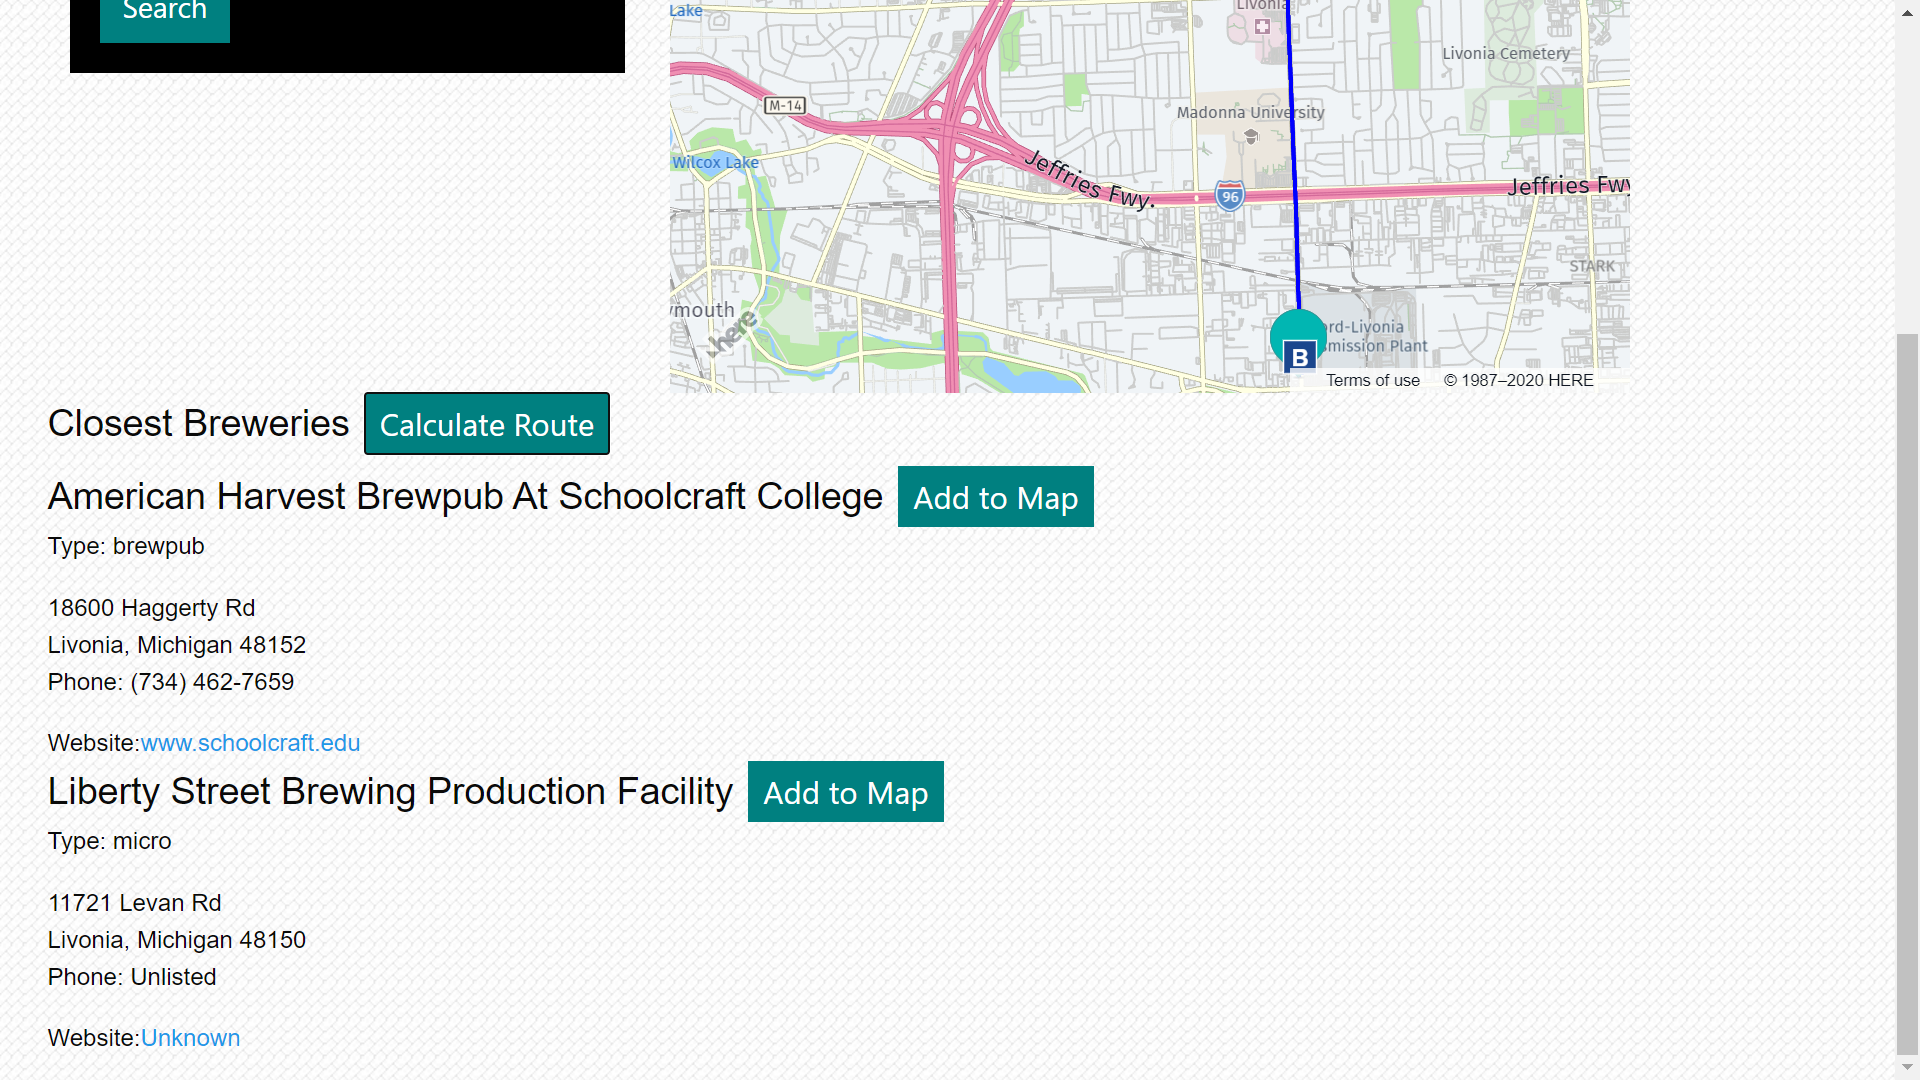 Search
Lake
Livonia
Livonia Cemetery
M-14
Madonna University
Wilcox Lake
Jeffries Fwy.
96
Jeffries Fwy
STARK
ymouth
here
rd-Livonia
mission Plant
B
Terms of use © 1987–2020 HERE
Closest Breweries Calculate Route
American Harvest Brewpub At Schoolcraft College Add to Map
Type: brewpub
18600 Haggerty Rd
Livonia, Michigan 48152
Phone: (734) 462-7659
Website:www.schoolcraft.edu
Liberty Street Brewing Production Facility Add to Map
Type: micro
11721 Levan Rd
Livonia, Michigan 48150
Phone: Unlisted
Website:Unknown